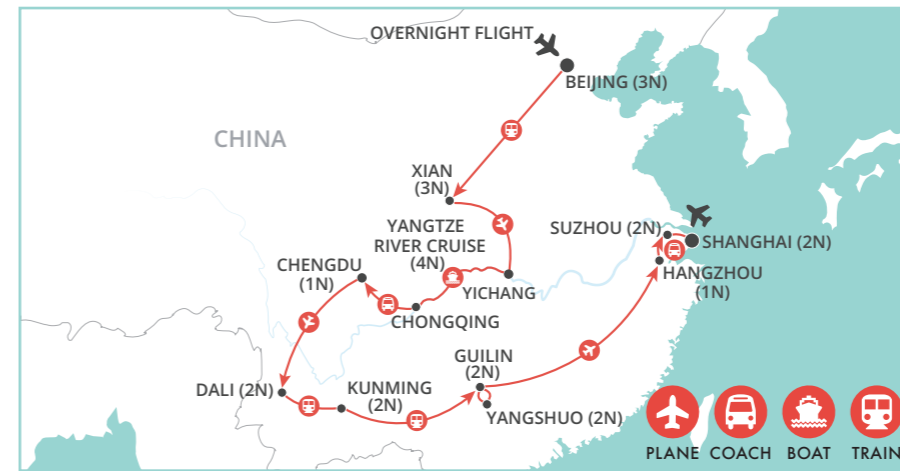 OVERNIGHT FLIGHT
BEIJING (3N)
CHINA
XIAN
(3N)
YANGTZE
RIVER CRUISE
(4N)
SUZHOU (2N)
SHANGHAI (2N)
CHENGDU
(1N)
HANGZHOU
(1N)
YICHANG
CHONGQING
GUILIN
(2N)
DALI (2N)
KUNMING
(2N)
YANGSHUO (2N)
PLANE COACH BOAT TRAIN